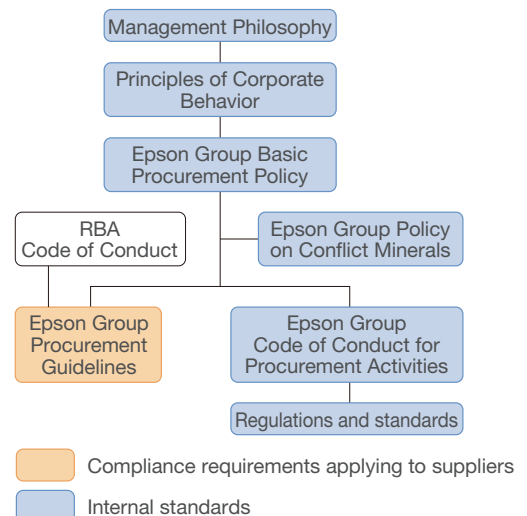 Management Philosophy
Principles of Corporate
Behavior
Epson Group Basic
Procurement Policy
RBA
Code of Conduct
Epson Group Policy
on Conflict Minerals
Epson Group
Procurement
Guidelines
Epson Group
Code of Conduct for
Procurement Activities
Regulations and standards
Compliance requirements applying to suppliers
Internal standards